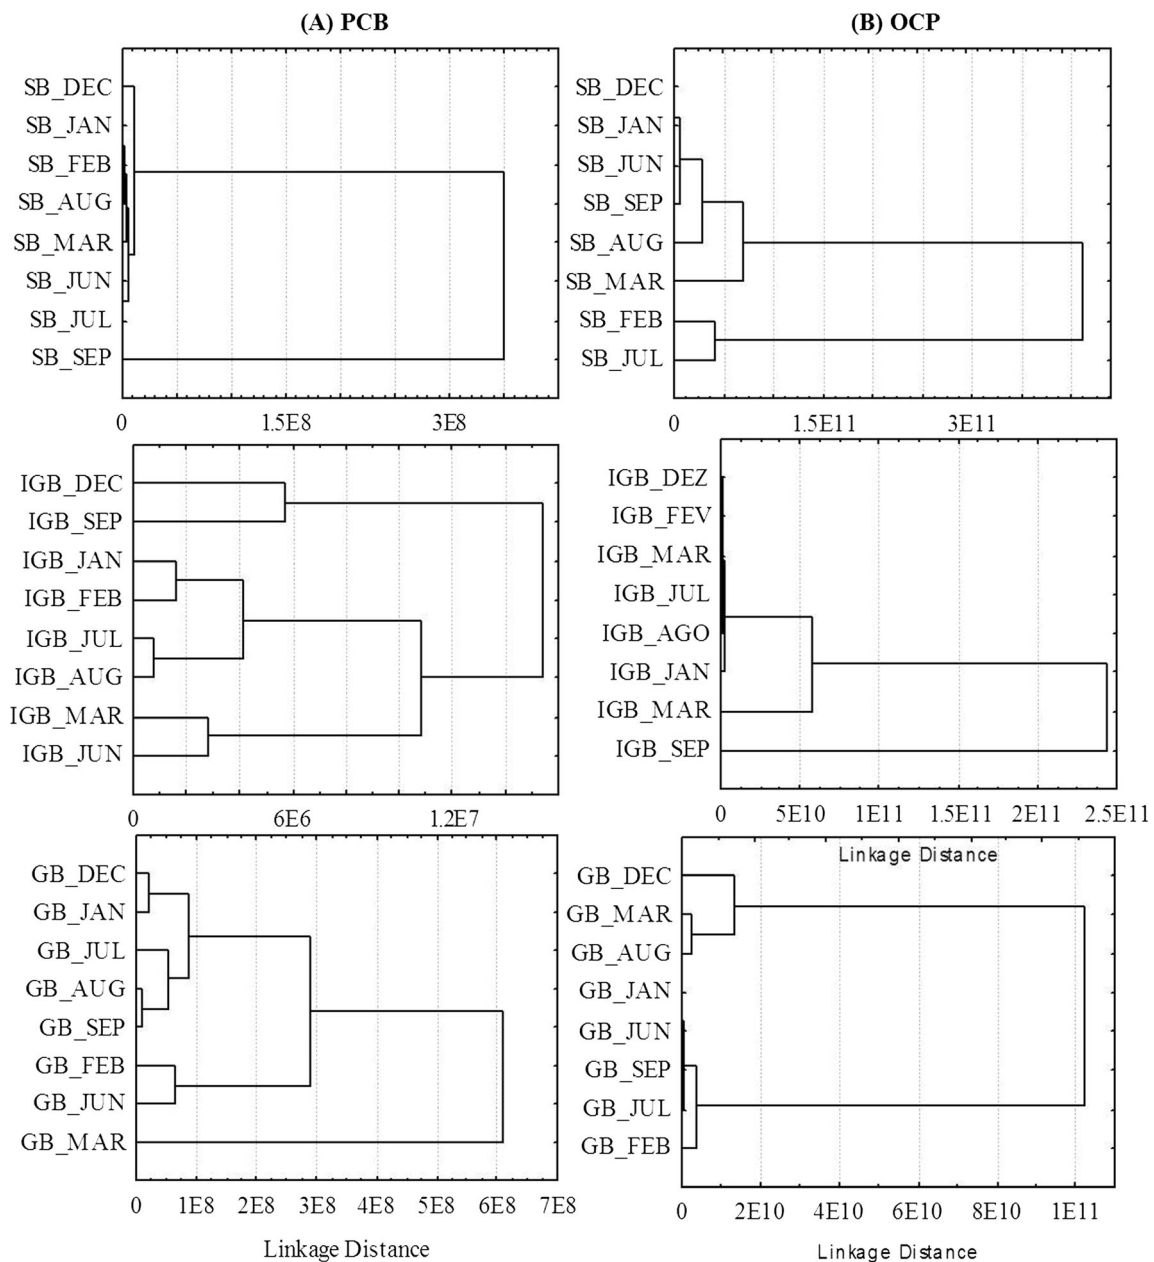 (A) PCB
(B) OCP
SB_DEC
SB_JAN
SB_FEB
SB_AUG
SB_MAR
SB_JUN
SB_JUL
SB_SEP
0 1.5E8 3E8
SB_DEC
SB_JAN
SB_JUN
SB_SEP
SB_AUG
SB_MAR
SB_FEB
SB_JUL
0 1.5E11 3E11
IGB_DEC
IGB_SEP
IGB_JAN
IGB_FEB
IGB_JUL
IGB_AUG
IGB_MAR
IGB_JUN
0 6E6 1.2E7
IGB_DEZ
IGB_FEV
IGB_MAR
IGB_JUL
IGB_AGO
IGB_JAN
IGB_MAR
IGB_SEP
0 5E10 1E11 1.5E11 2E11 2.5E11
Linkage Distance
GB_DEC
GB_JAN
GB_JUL
GB_AUG
GB_SEP
GB_FEB
GB_JUN
GB_MAR
0 1E8 2E8 3E8 4E8 5E8 6E8 7E8
Linkage Distance
GB_DEC
GB_MAR
GB_AUG
GB_JAN
GB_JUN
GB_SEP
GB_JUL
GB_FEB
0 2E10 4E10 6E10 8E10 1E11
Linkage Distance